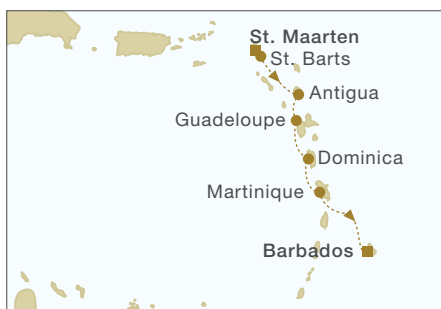 St. Maarten
St. Barts
Antigua
Guadeloupe
Dominica
Martinique
Barbados